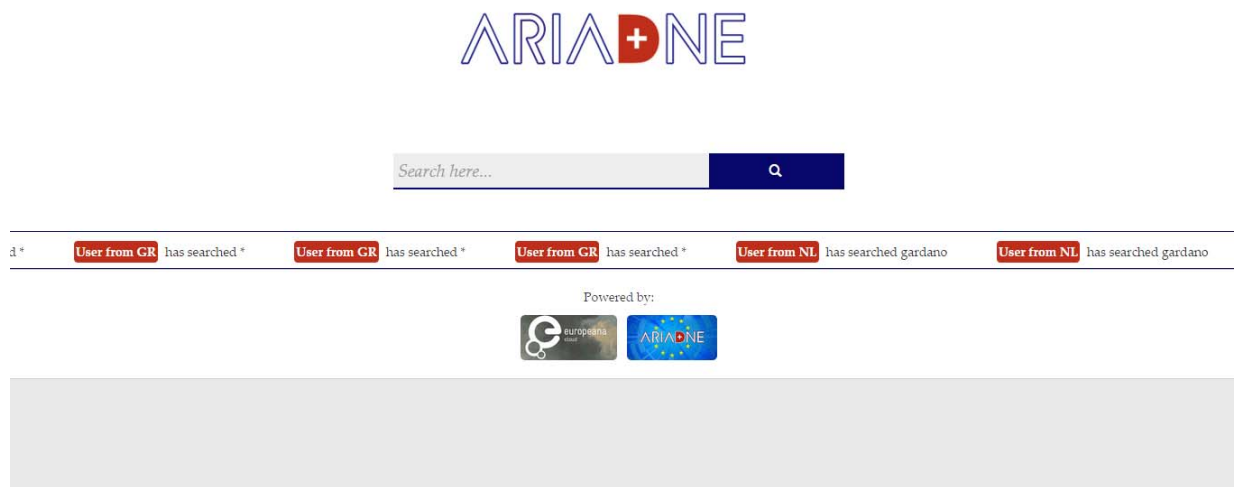 ARIADNE
Search here...
d * User from GR has searched * User from GR has searched * User from GR has searched * User from NL has searched gardano User from NL has searched gardano
Powered by:
europeana
cloud
ARIADNE